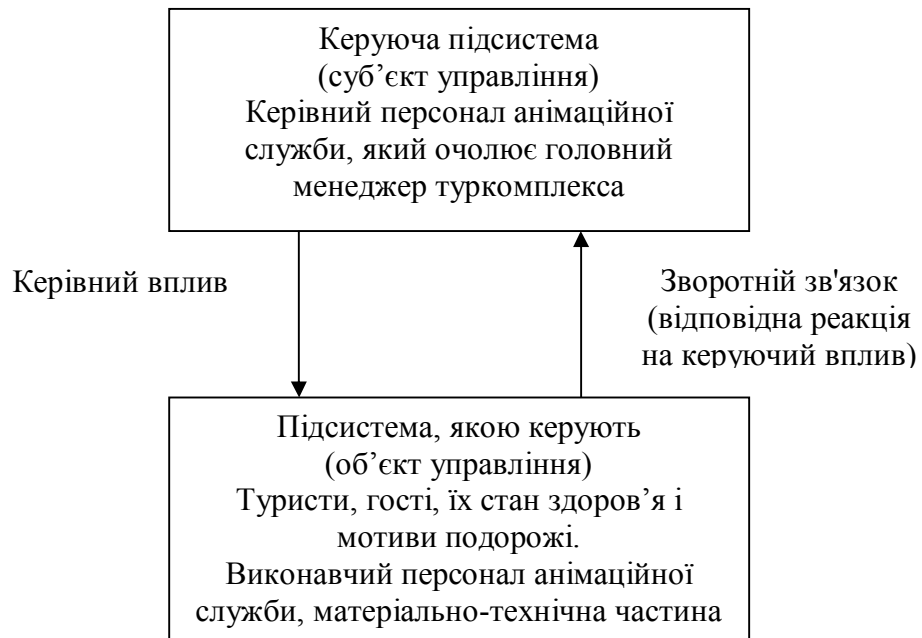 Керуюча підсистема
(суб’єкт управління)
Керівний персонал анімаційної
служби, який очолює головний
менеджер туркомплекса
Керівний вплив
Зворотній зв'язок
(відповідна реакція
на керуючий вплив)
Підсистема, якою керують
(об’єкт управління)
Туристи, гості, їх стан здоров’я і
мотиви подорожі.
Виконавчий персонал анімаційної
служби, матеріально-технічна частина